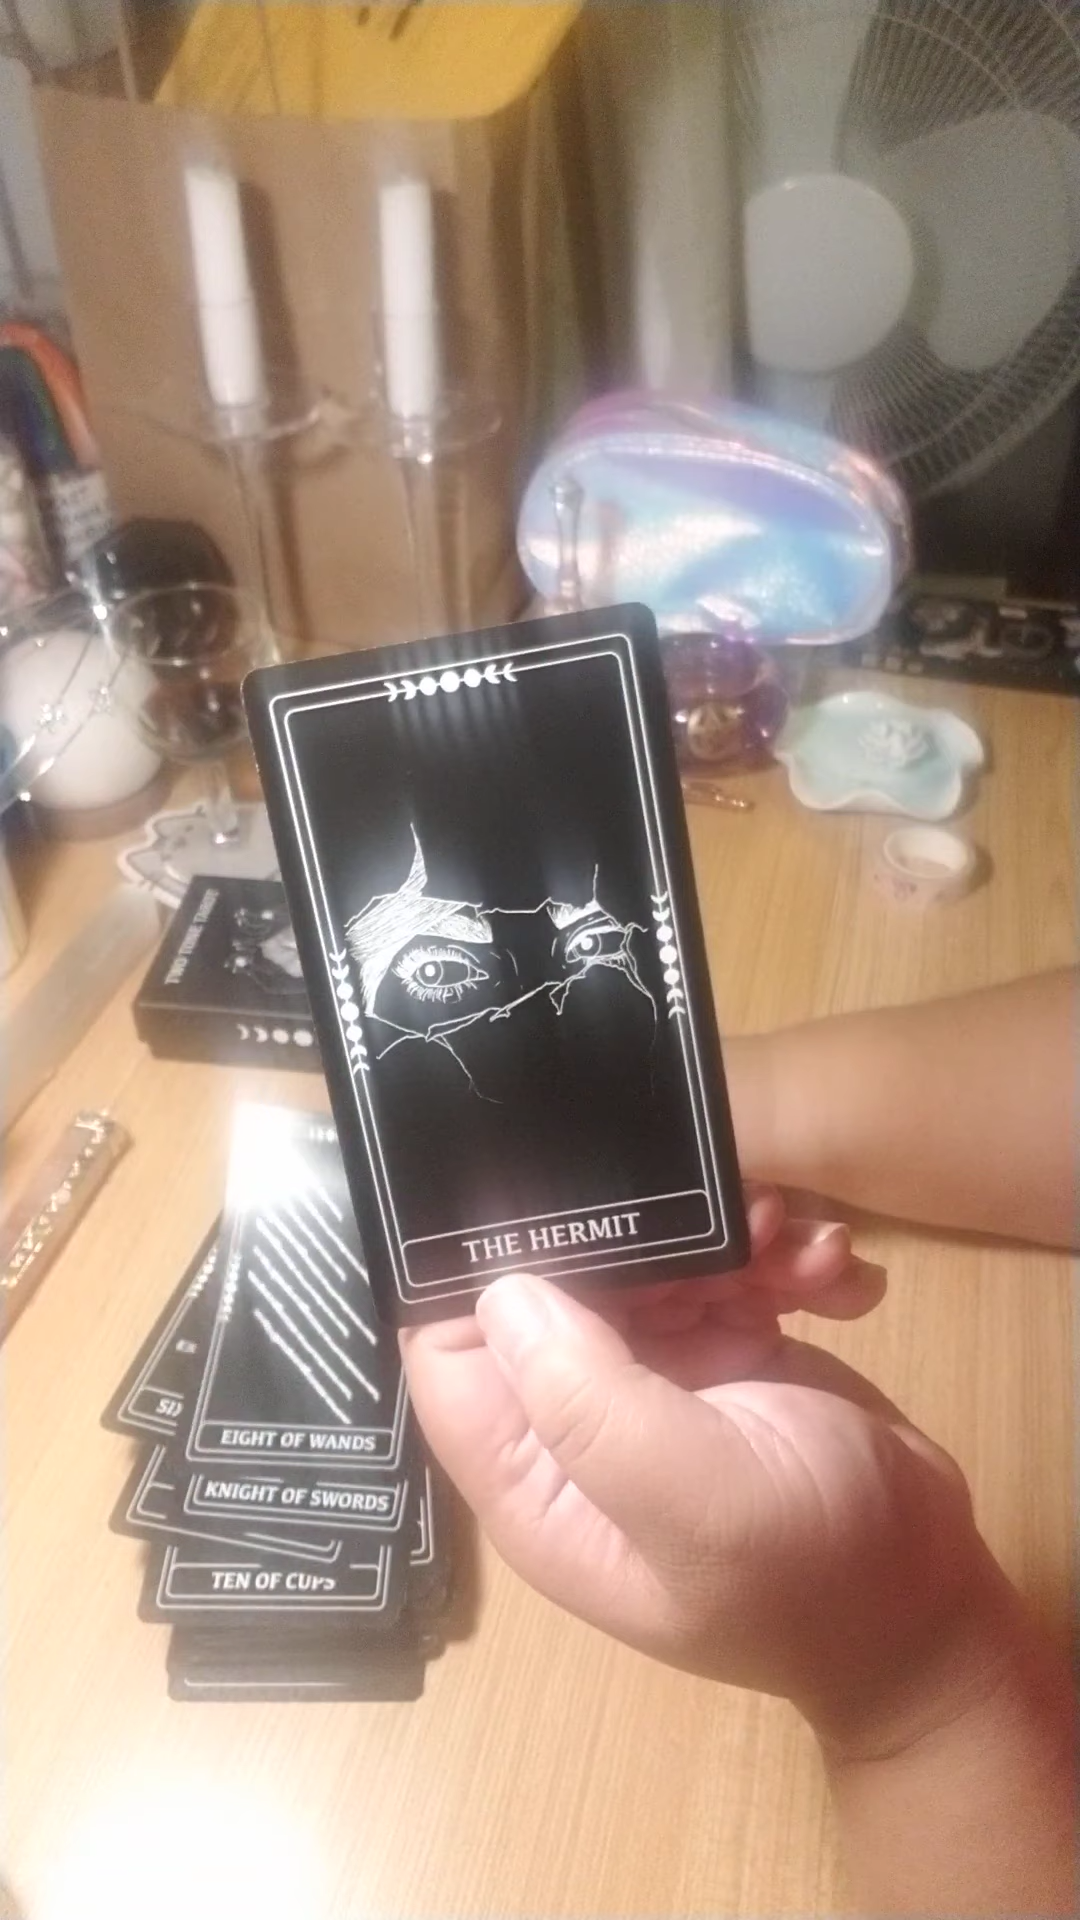 THE HERMIT
TWO TONE TAROT
EIGHT OF WANDS
KNIGHT OF SWORDS
TEN OF CUPS